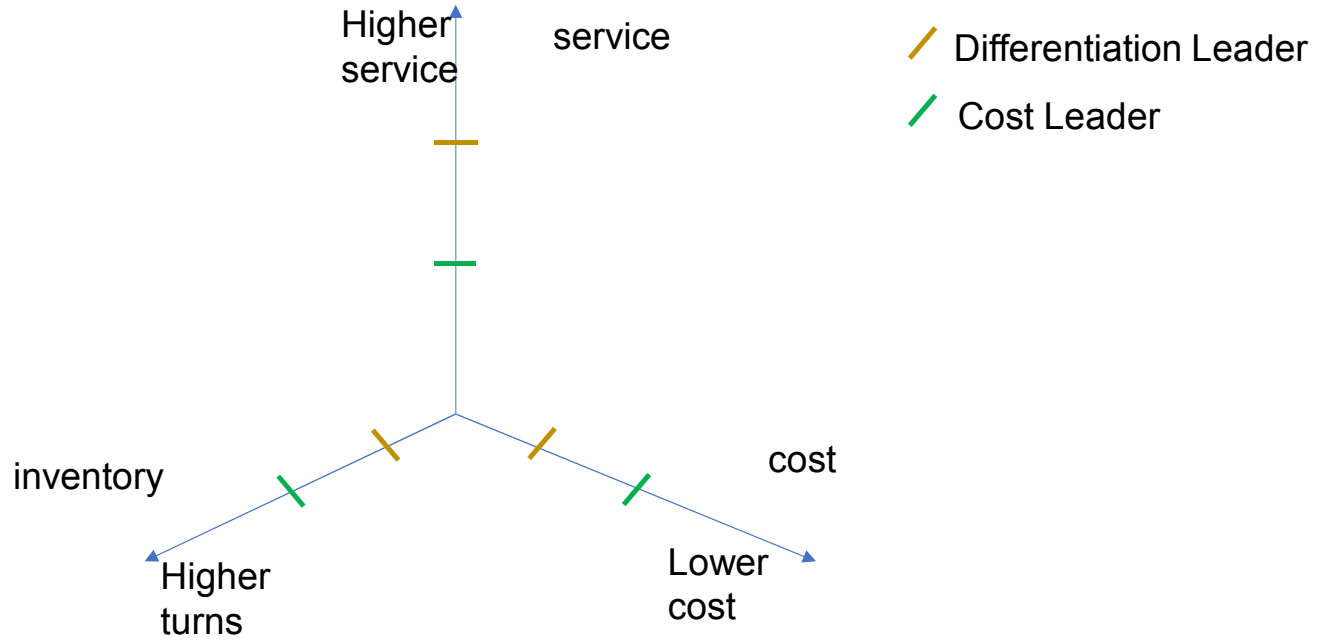 Higher
service
service
Differentiation Leader
Cost Leader
inventory
cost
Higher
turns
Lower
cost